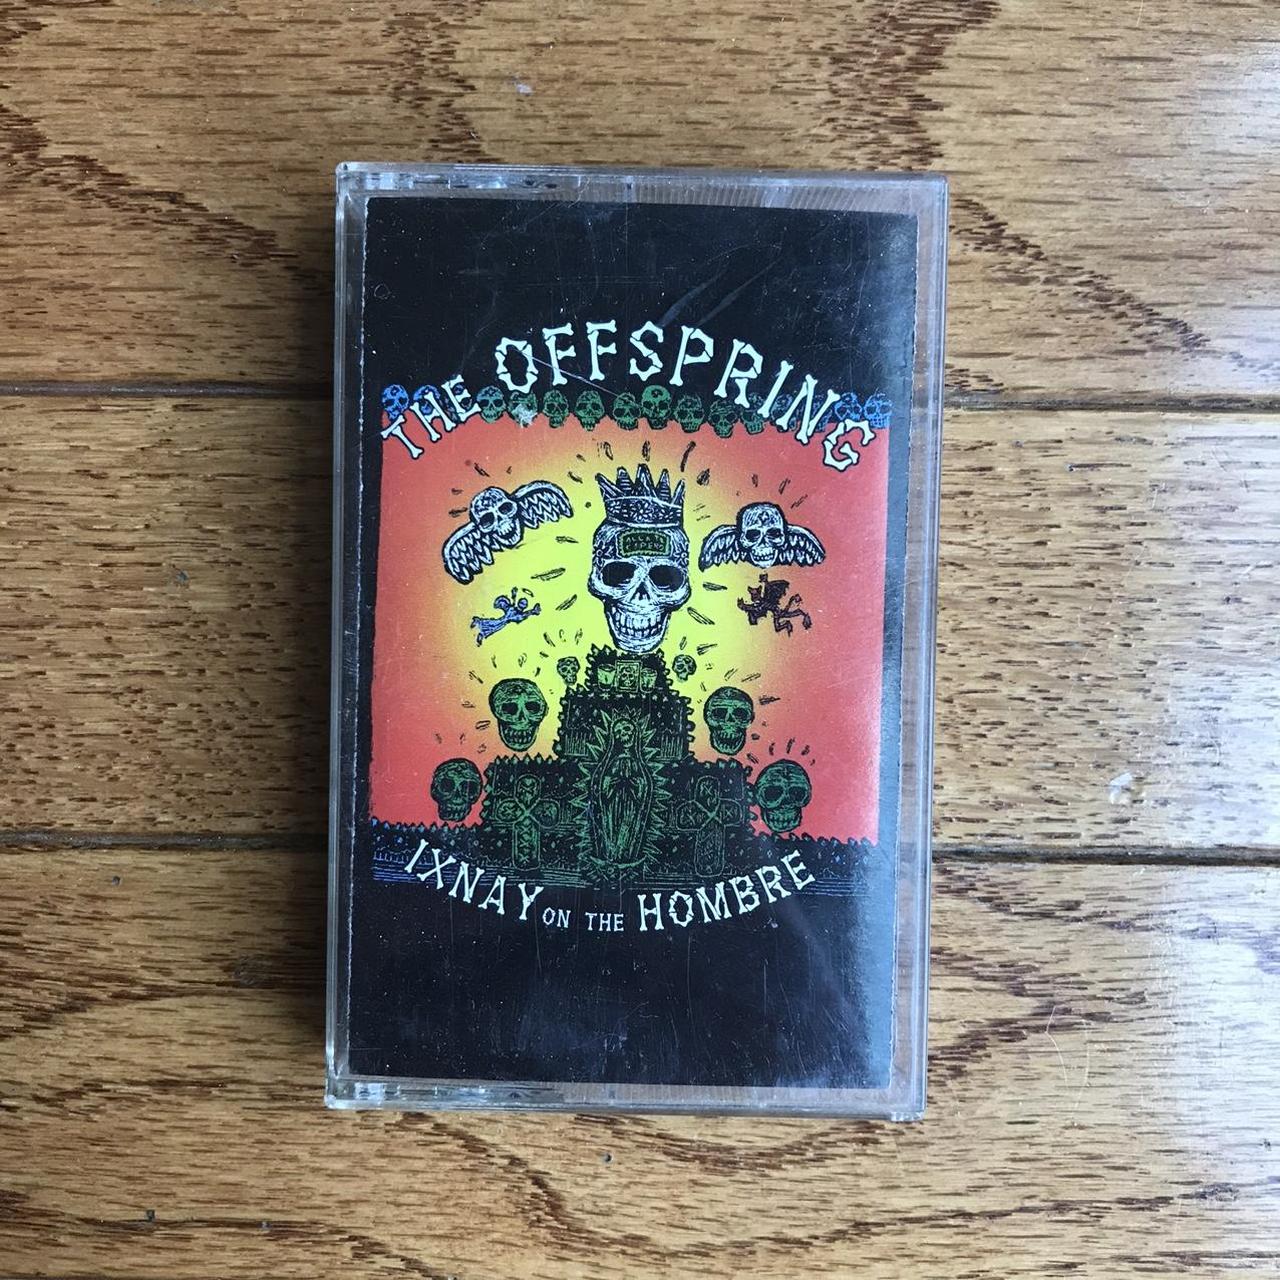 THE OFFSPRING
IXNAY ON THE HOMBRE